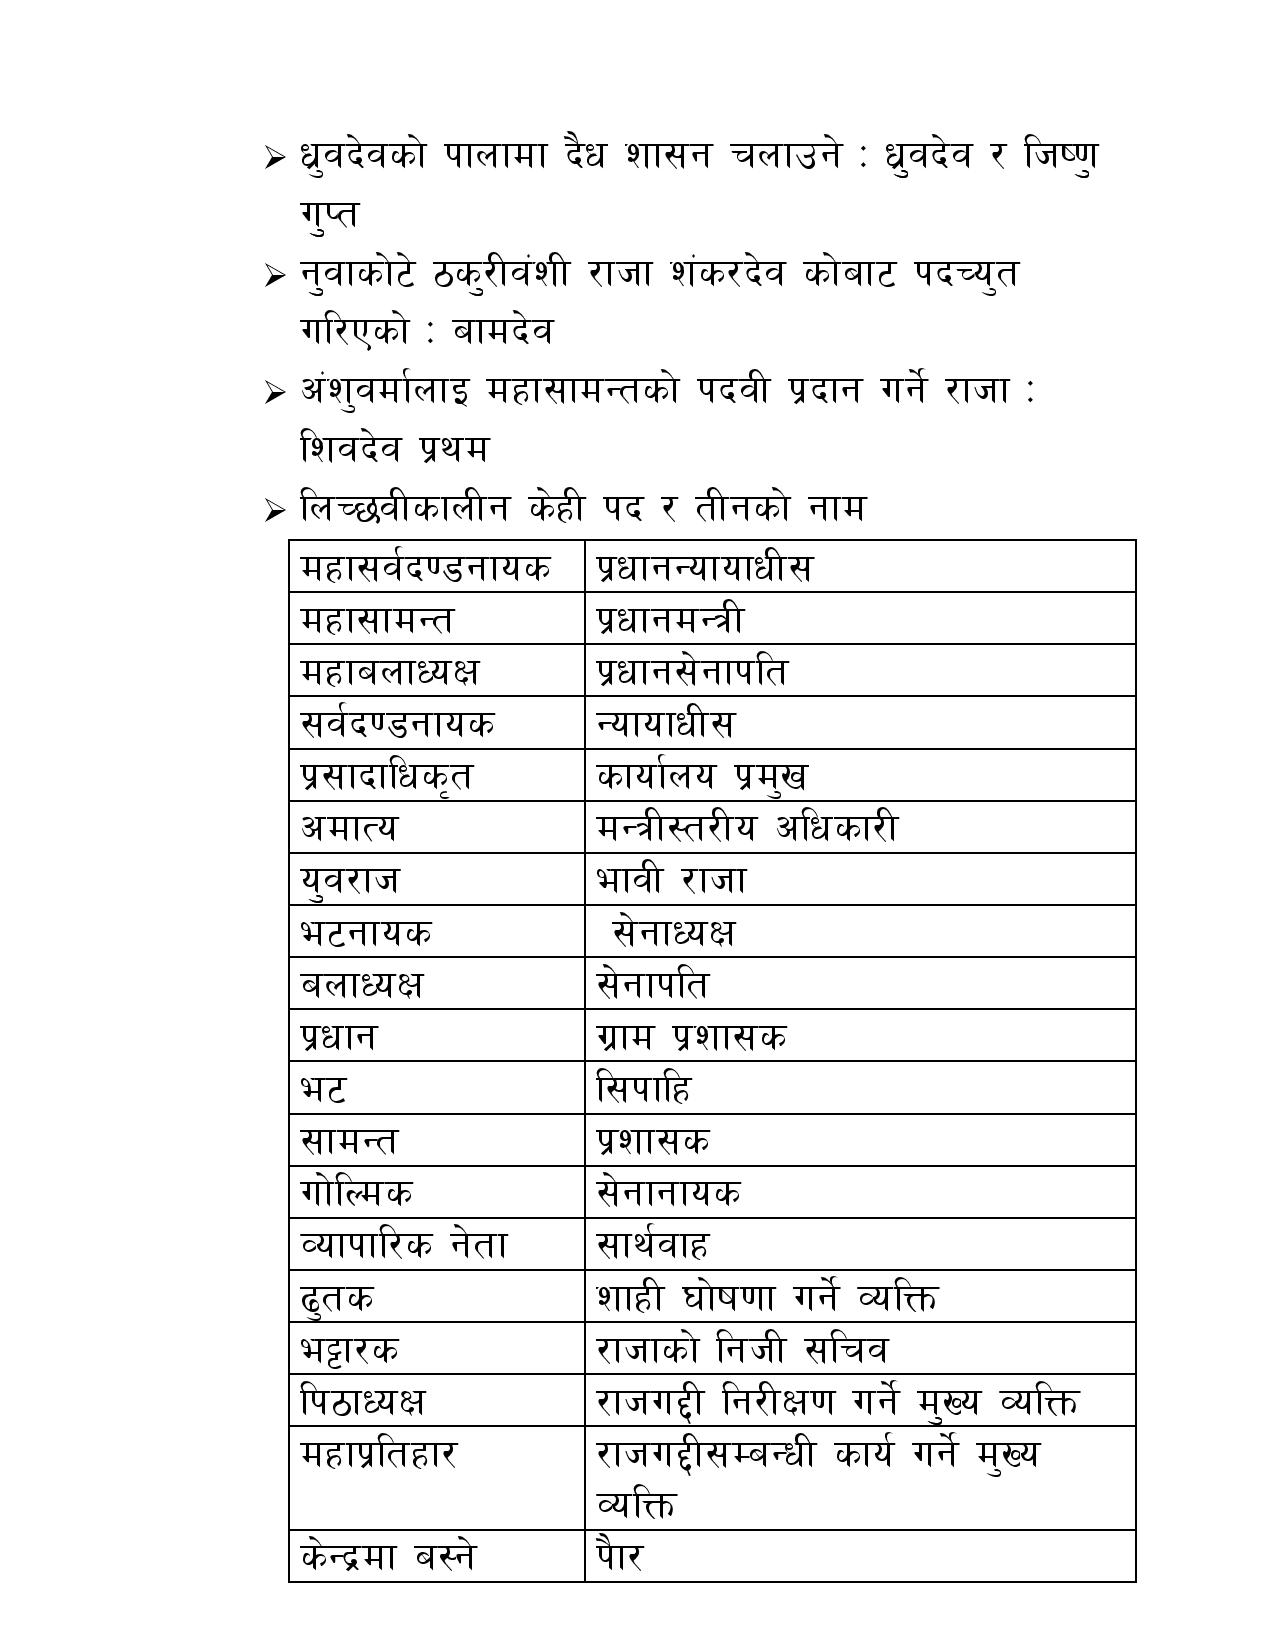 ➢ ध्रुवदेवको पालामा दैध शासन चलाउने : ध्रुवदेव र जिष्णु
गुप्त
➢ नुवाकोटे ठकुरीवंशी राजा शंकरदेव कोबाट पदच्युत
गरिएको : बामदेव
➢ अंशुवर्मालाइ महासामन्तको पदवी प्रदान गर्ने राजा :
शिवदेव प्रथम
➢ लिच्छवीकालीन केही पद र तीनको नाम
महासर्वदण्डनायक प्रधानन्यायाधीस
महासामन्त प्रधानमन्त्री
महाबलाध्यक्ष प्रधानसेनापति
सर्वदण्डनायक न्यायाधीस
प्रसादाधिकृत कार्यालय प्रमुख
अमात्य मन्त्रीस्तरीय अधिकारी
युवराज भावी राजा
भटनायक सेनाध्यक्ष
बलाध्यक्ष सेनापति
प्रधान ग्राम प्रशासक
भट सिपाहि
सामन्त प्रशासक
गोल्मिक सेनानायक
व्यापारिक नेता सार्थवाह
ढुतक शाही घोषणा गर्ने व्यक्ति
भट्टारक राजाको निजी सचिव
पिठाध्यक्ष राजगद्दी निरीक्षण गर्ने मुख्य व्यक्ति
महाप्रतिहार राजगद्दीसम्बन्धी कार्य गर्ने मुख्य
व्यक्ति
केन्द्रमा बस्ने पौार